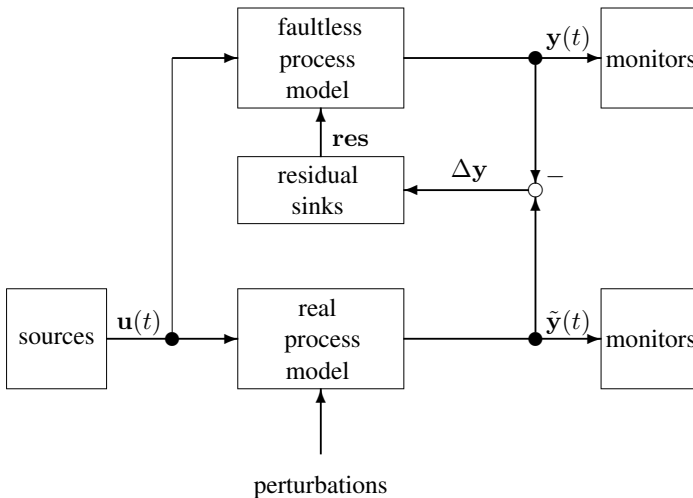 faultless
process
model
y(t)
monitors
res
residual
sinks
Δy
−
sources
u(t)
real
process
model
ỹ(t)
monitors
perturbations